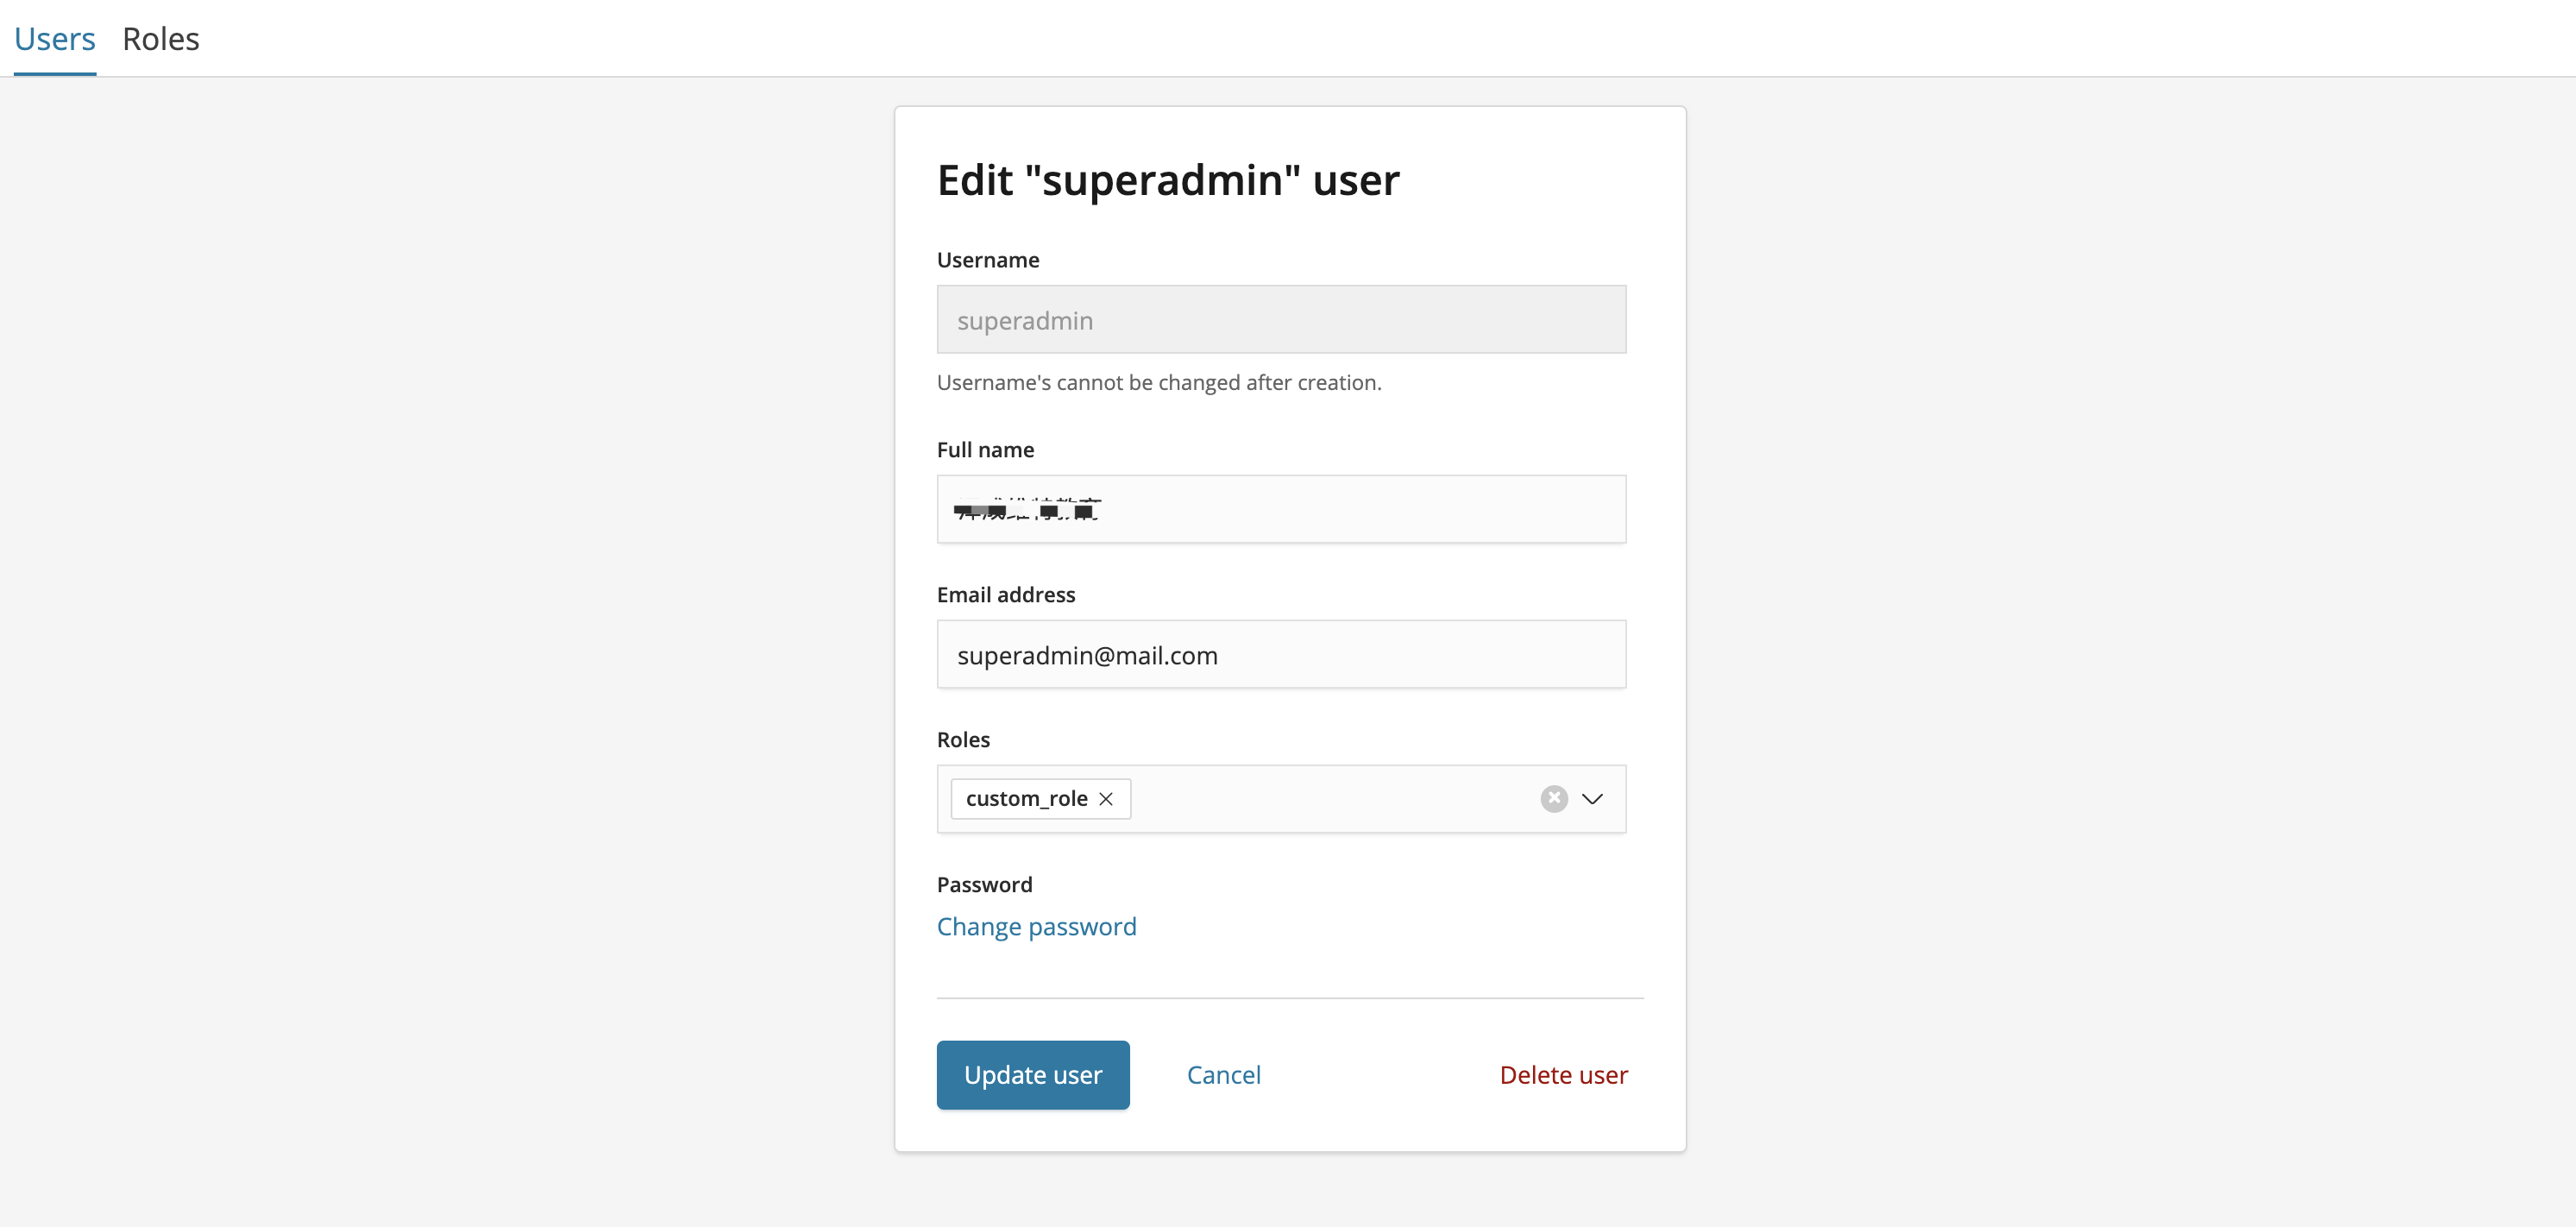 Users Roles
Edit "superadmin" user
Username
superadmin
Username's cannot be changed after creation.
Full name
Email address
superadmin@mail.com
Roles
custom_role
Password
Change password
Update user Cancel Delete user